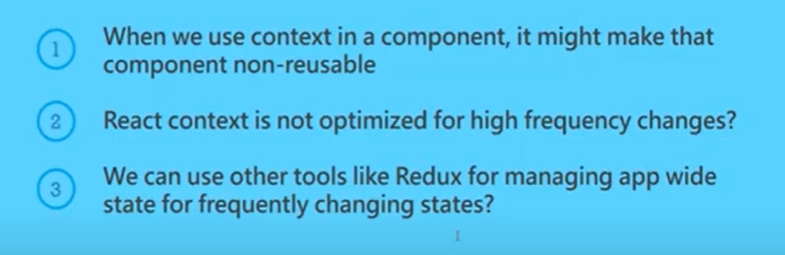 1 When we use context in a component, it might make that
component non-reusable
2 React context is not optimized for high frequency changes?
3 We can use other tools like Redux for managing app wide
state for frequently changing states?